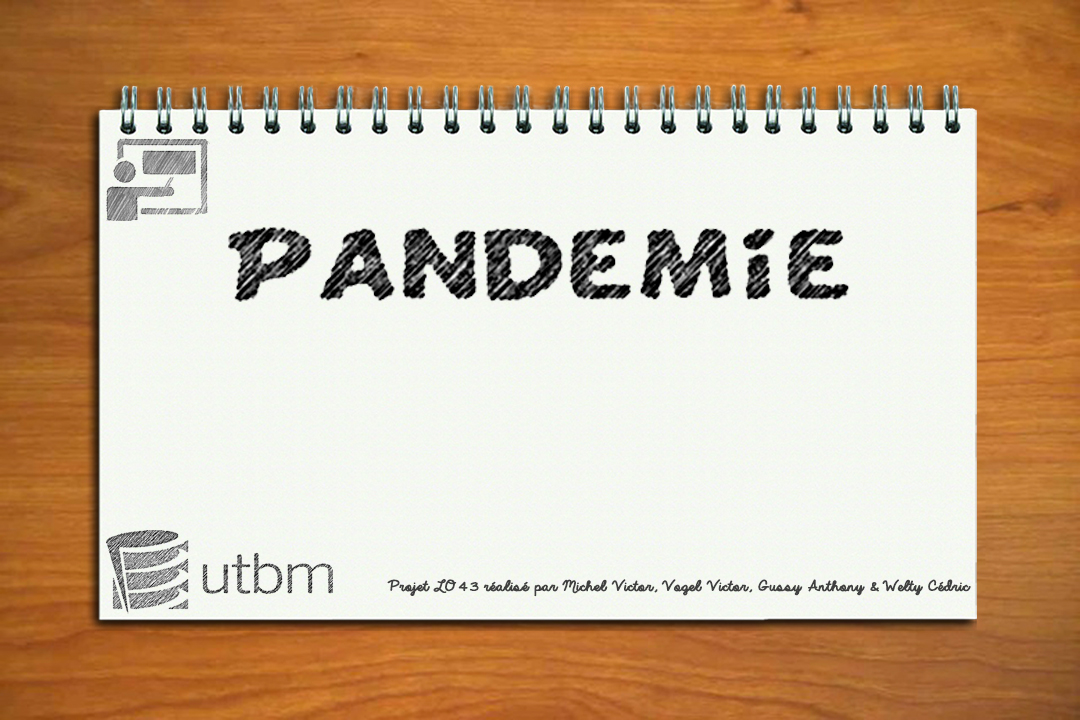 PANDEMiE
utbm
Projet LO43 réalisé par Michel Victor, Vogel Victor, Gussy Anthony & Welty Cédric